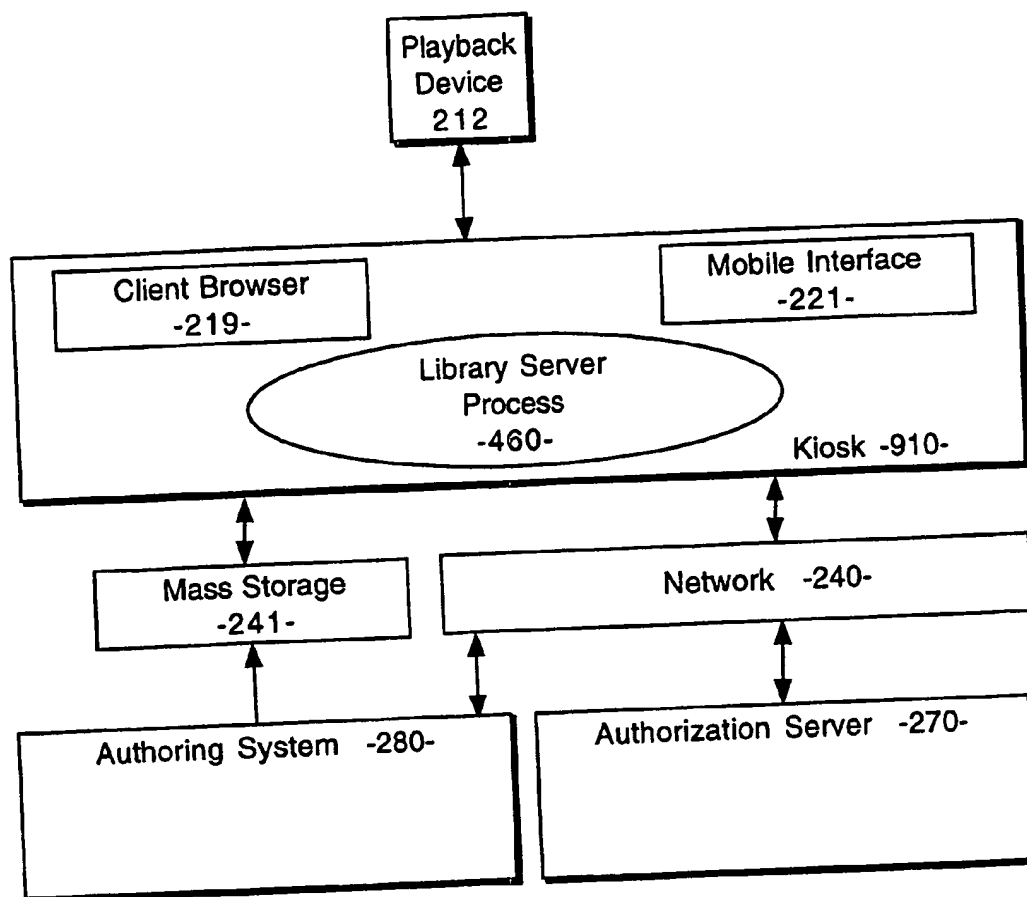 Playback
Device
212
Client Browser
-219-
Mobile Interface
-221-
Library Server
Process
-460-
Kiosk -910-
Mass Storage
-241-
Network -240-
Authoring System -280-
Authorization Server -270-